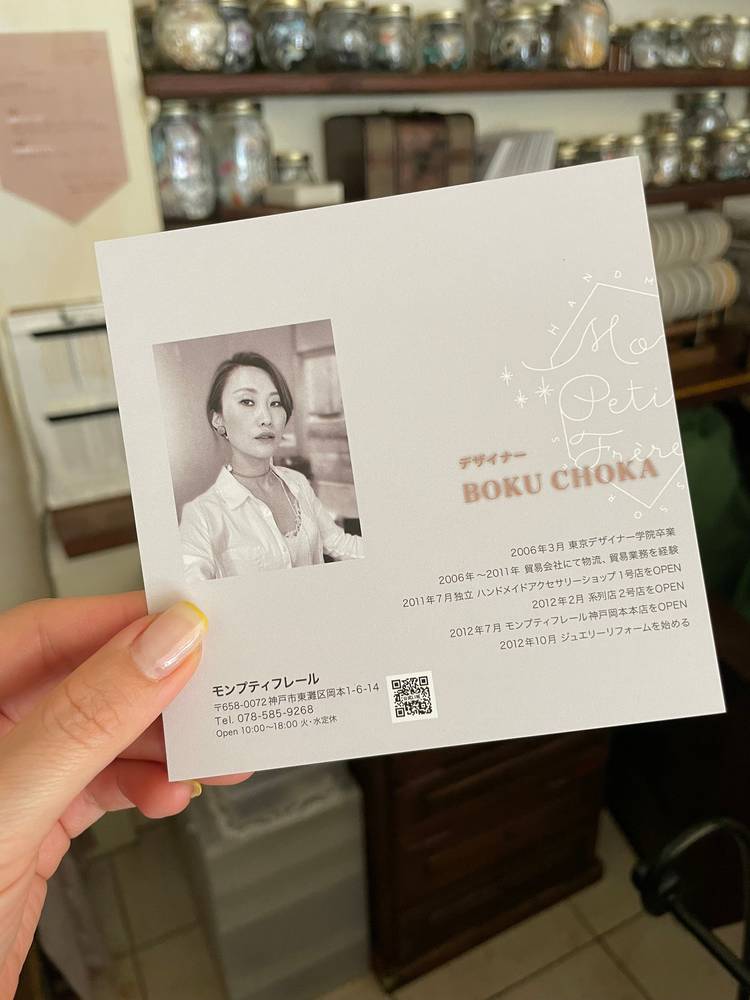 HANDM
Mo
Petit
Frère
デザイナー
BOKU CHOKA
2006年3月 東京デザイナー学院卒業
2006年～2011年 貿易会社にて物流、貿易業務を経験
2011年7月独立 ハンドメイドアクセサリーショップ1号店をOPEN
2012年2月 系列店2号店をOPEN
2012年7月 モンプティフレール神戸岡本本店をOPEN
2012年10月 ジュエリーリフォームを始める
モンプティフレール
〒658-0072神戸市東灘区岡本1-6-14
Tel. 078-585-9268
Open 10:00～18:00 火・水定休